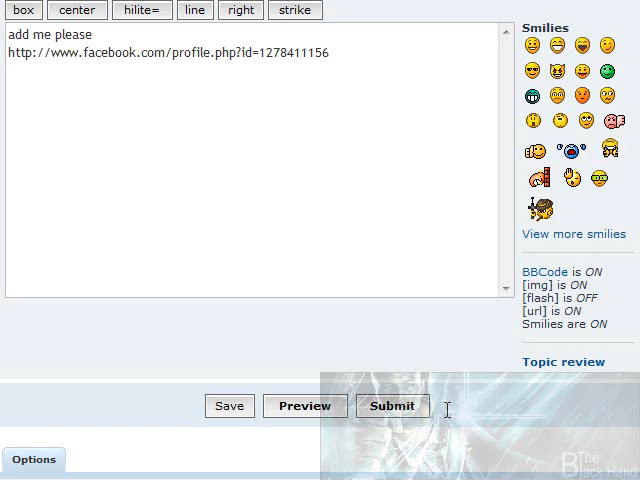 box center hilite= line right strike
add me please
http://www.facebook.com/profile.php?id=1278411156
Smilies
View more smilies
BBCode is ON
[img] is ON
[flash] is OFF
[url] is ON
Smilies are ON
Topic review
Save Preview Submit
Options
The
Black Hand